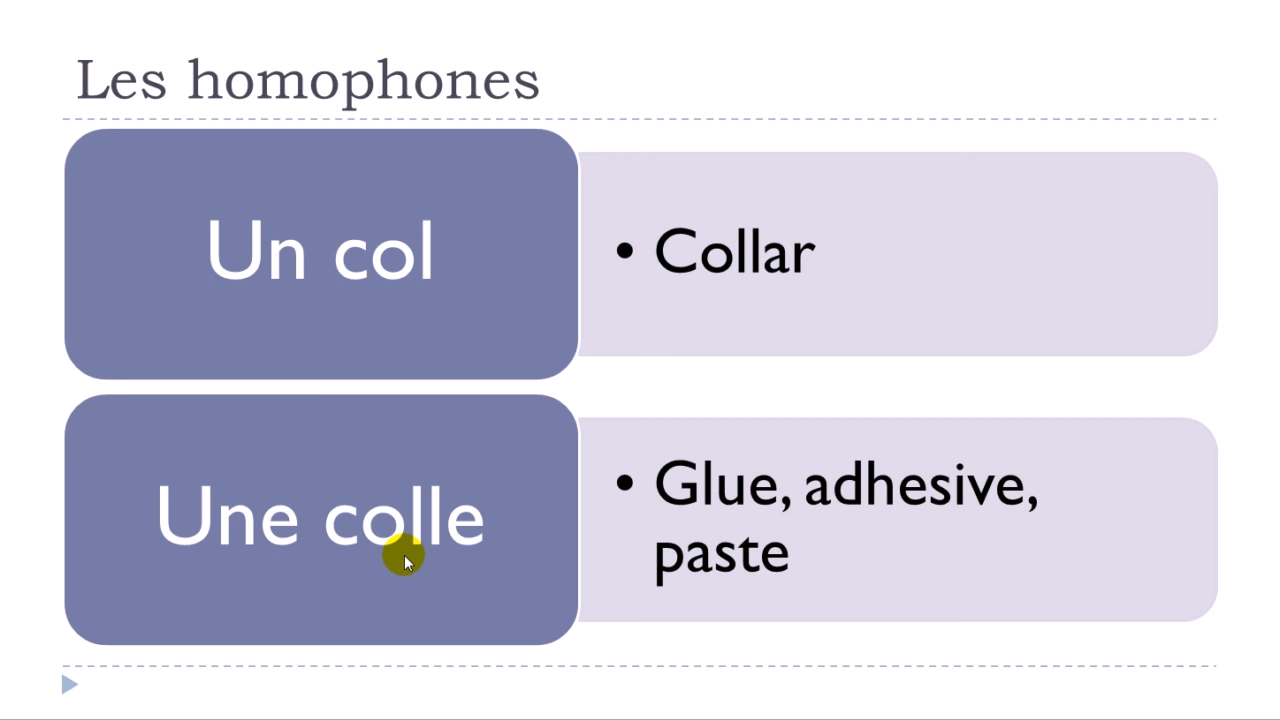 Les homophones
Un col
• Collar
Une colle
• Glue, adhesive,
paste